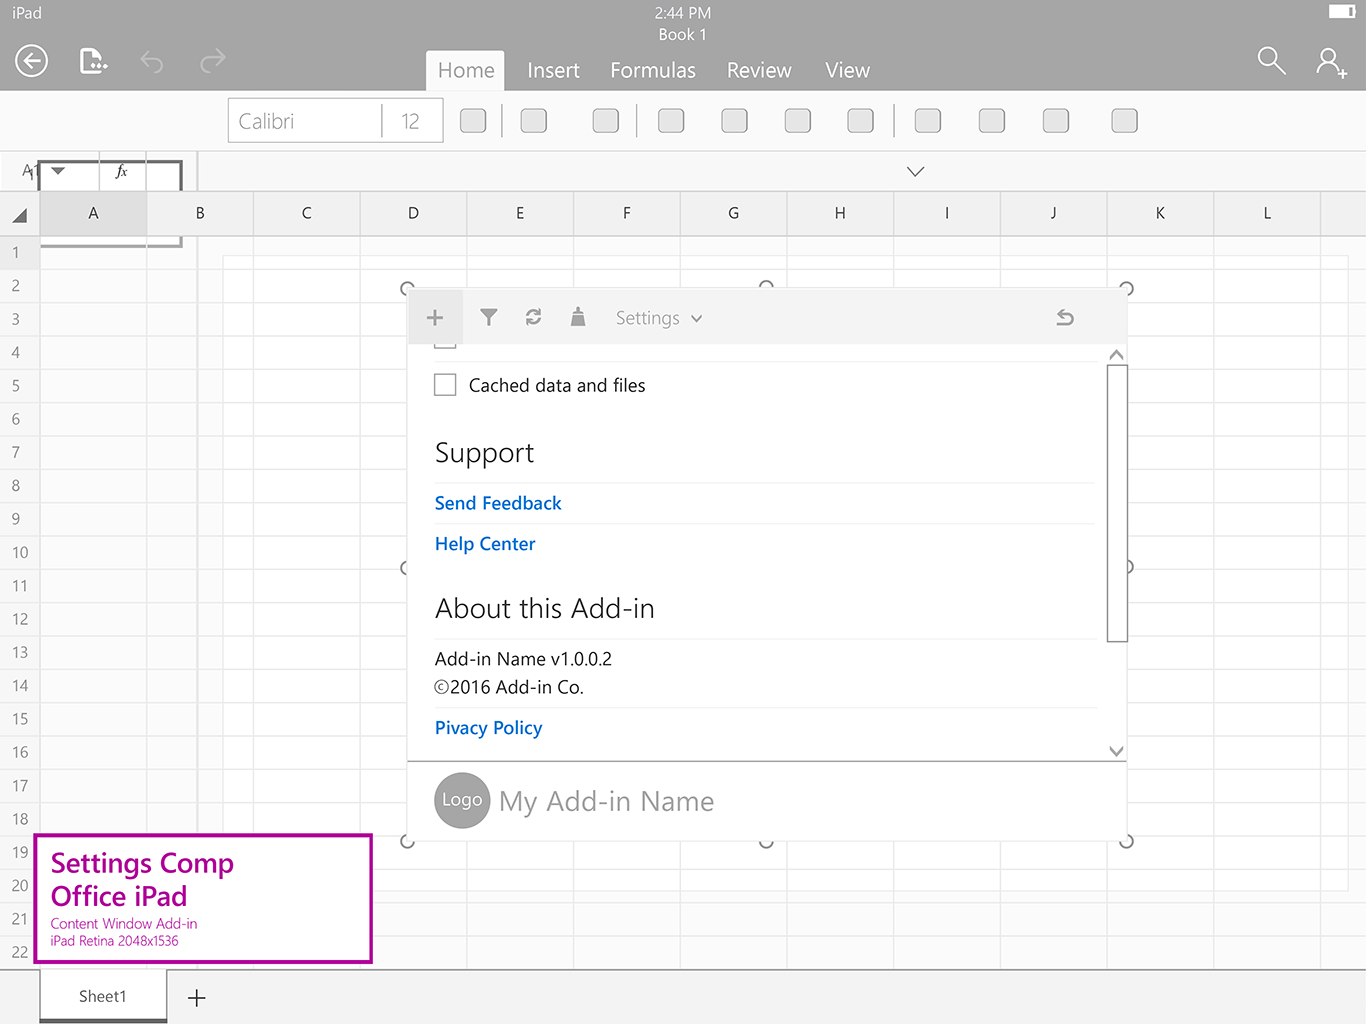 iPad
2:44 PM
Book 1
Home Insert Formulas Review View
Calibri 12
A1 fx
A B C D E F G H I J K L
1
2
3
4
5
6
7
8
9
10
11
12
13
14
15
16
17
18
19
20
21
22
Settings
Cached data and files
Support
Send Feedback
Help Center
About this Add-in
Add-in Name v1.0.0.2
©2016 Add-in Co.
Pivacy Policy
Logo My Add-in Name
Settings Comp
Office iPad
Content Window Add-in
iPad Retina 2048x1536
Sheet1